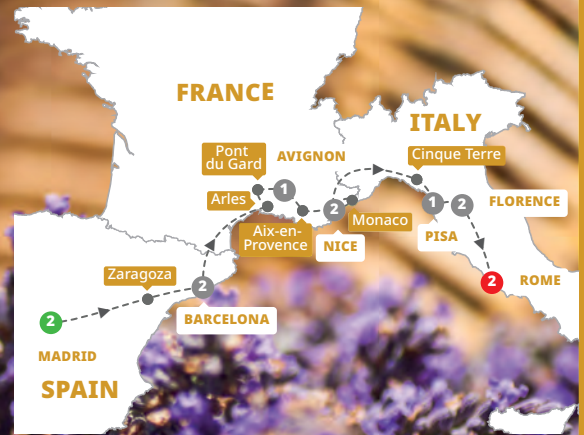 FRANCE
ITALY
Pont
du Gard
AVIGNON
1
Cinque Terre
Arles
Aix-en-
Provence
2
NICE
Monaco
1
2
FLORENCE
PISA
Zaragoza
2
BARCELONA
2
ROME
2
MADRID
SPAIN